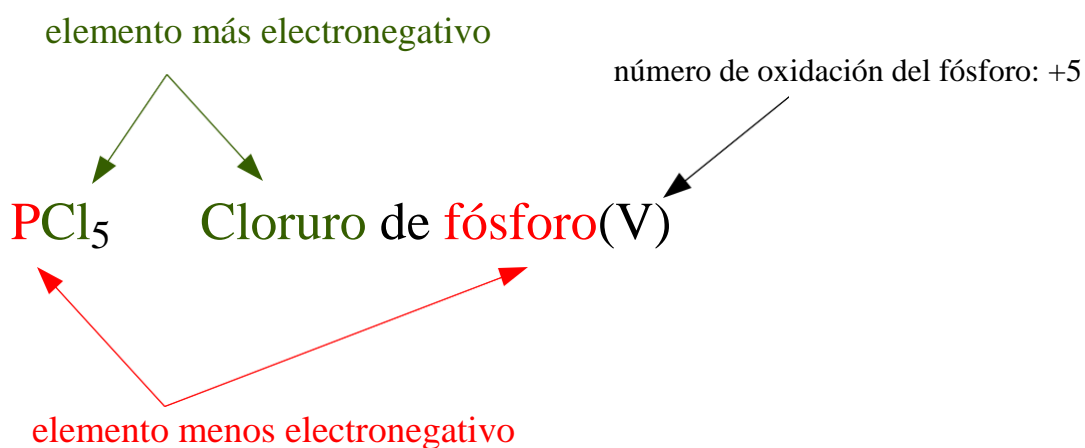 elemento más electronegativo
número de oxidación del fósforo: +5
PCl₅ Cloruro de fósforo(V)
elemento menos electronegativo